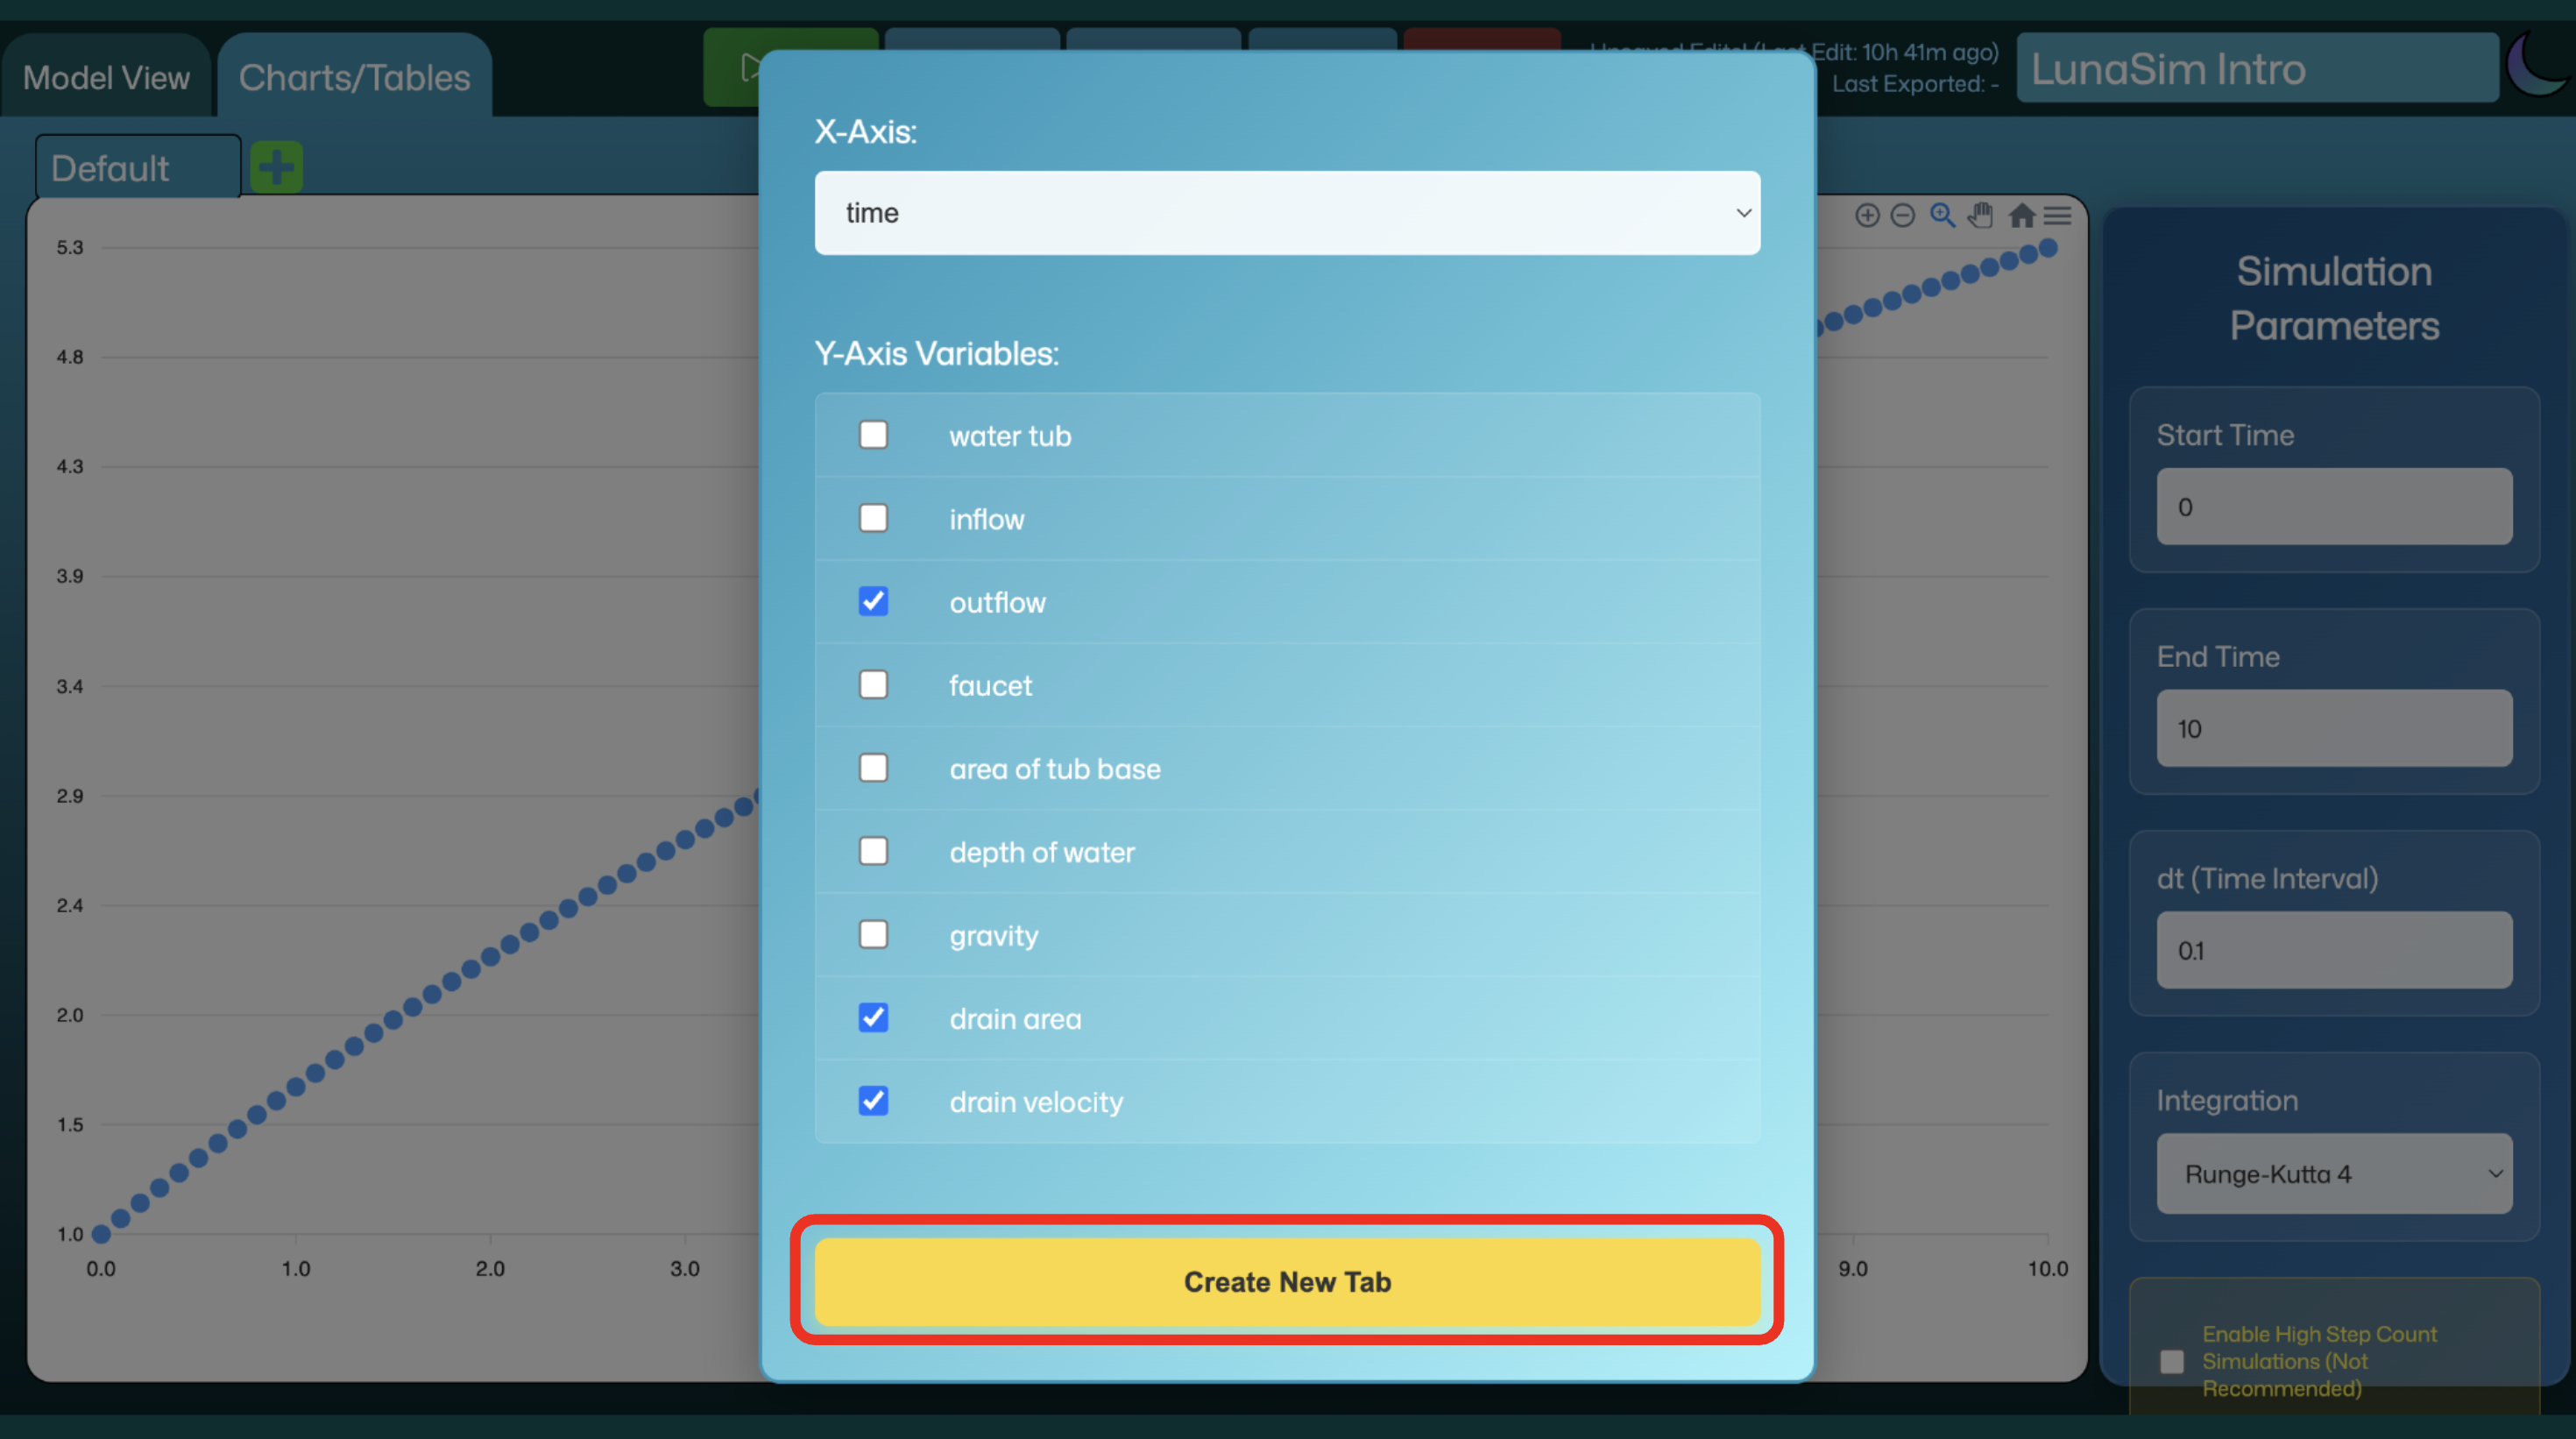 Model View
Charts/Tables
Edit: 10h 41m ago)
Last Exported: -
LunaSim Intro
Default
X-Axis:
time
Y-Axis Variables:
water tub
inflow
outflow
faucet
area of tub base
depth of water
gravity
drain area
drain velocity
Create New Tab
5.3
4.8
4.3
3.9
3.4
2.9
2.4
2.0
1.5
1.0
0.0
1.0
2.0
3.0
9.0
10.0
Simulation
Parameters
Start Time
0
End Time
10
dt (Time Interval)
0.1
Integration
Runge-Kutta 4
Enable High Step Count
Simulations (Not
Recommended)